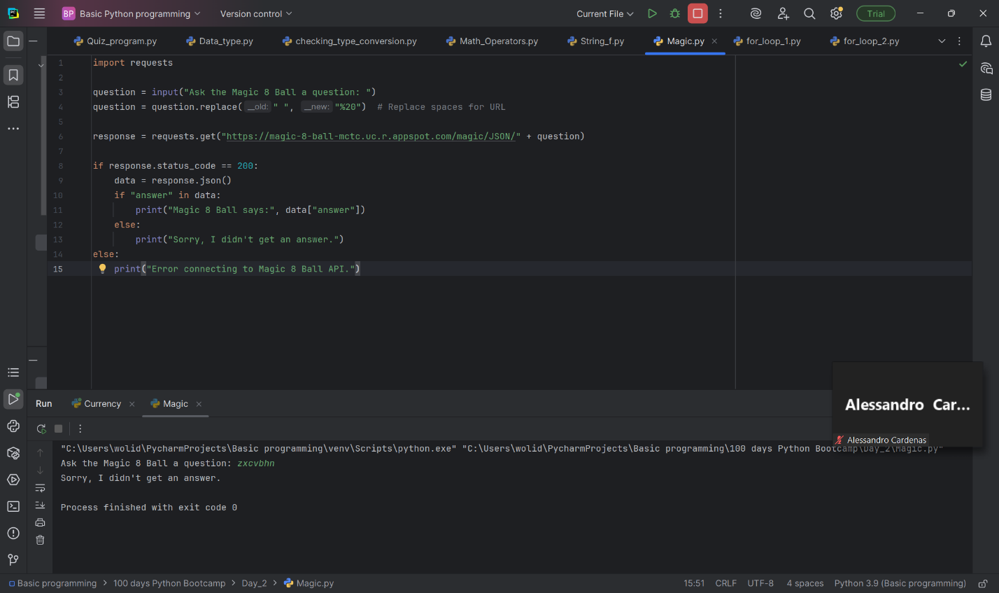 BP Basic Python programming Version control Current File Trial
Quiz_program.py Data_type.py checking_type_conversion.py Math_Operators.py String_f.py Magic.py for_loop_1.py for_loop_2.py
1 import requests
2
3 question = input("Ask the Magic 8 Ball a question: ")
4 question = question.replace(__old: " ", __new: "%20") # Replace spaces for URL
5
6 response = requests.get("https://magic-8-ball-mctc.uc.r.appspot.com/magic/JSON/" + question)
7
8 if response.status_code == 200:
9 data = response.json()
10 if "answer" in data:
11 print("Magic 8 Ball says:", data["answer"])
12 else:
13 print("Sorry, I didn't get an answer.")
14 else:
15 print("Error connecting to Magic 8 Ball API.")
Run Currency Magic
Alessandro Car...
Alessandro Cardenas
"C:\Users\wolid\PycharmProjects\Basic programming\venv\Scripts\python.exe" "C:\Users\wolid\PycharmProjects\Basic programming\100 days Python Bootcamp\Day_2\Magic.py"
Ask the Magic 8 Ball a question: zxcvbhn
Sorry, I didn't get an answer.
Process finished with exit code 0
Basic programming > 100 days Python Bootcamp > Day_2 > Magic.py 15:51 CRLF UTF-8 4 spaces Python 3.9 (Basic programming)